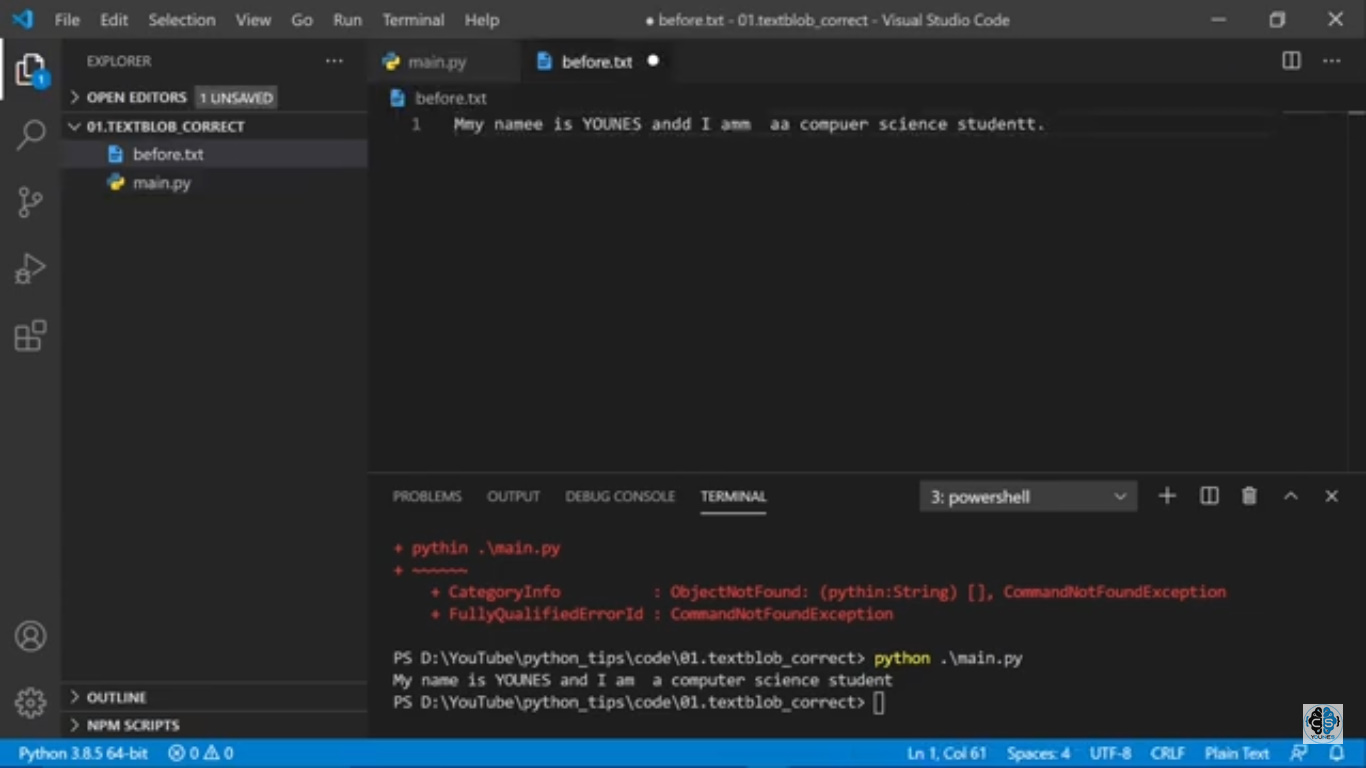 File Edit Selection View Go Run Terminal Help
● before.txt - 01.textblob_correct - Visual Studio Code
EXPLORER
main.py
before.txt
OPEN EDITORS 1 UNSAVED
01.TEXTBLOB_CORRECT
before.txt
main.py
before.txt
1 Mmy namee is YOUNES andd I amm  aa compuer science studentt.
1
PROBLEMS OUTPUT DEBUG CONSOLE TERMINAL
3: powershell
+ pythin .\main.py
+ ~~~~~~
+ CategoryInfo : ObjectNotFound: (pythin:String) [], CommandNotFoundException
+ FullyQualifiedErrorId : CommandNotFoundException
PS D:\YouTube\python_tips\code\01.textblob_correct> python .\main.py
My name is YOUNES and I am  a computer science student
PS D:\YouTube\python_tips\code\01.textblob_correct>
OUTLINE
NPM SCRIPTS
CS
YOUNES
Python 3.8.5 64-bit 0 0
Ln 1, Col 61 Spaces: 4 UTF-8 CRLF Plain Text